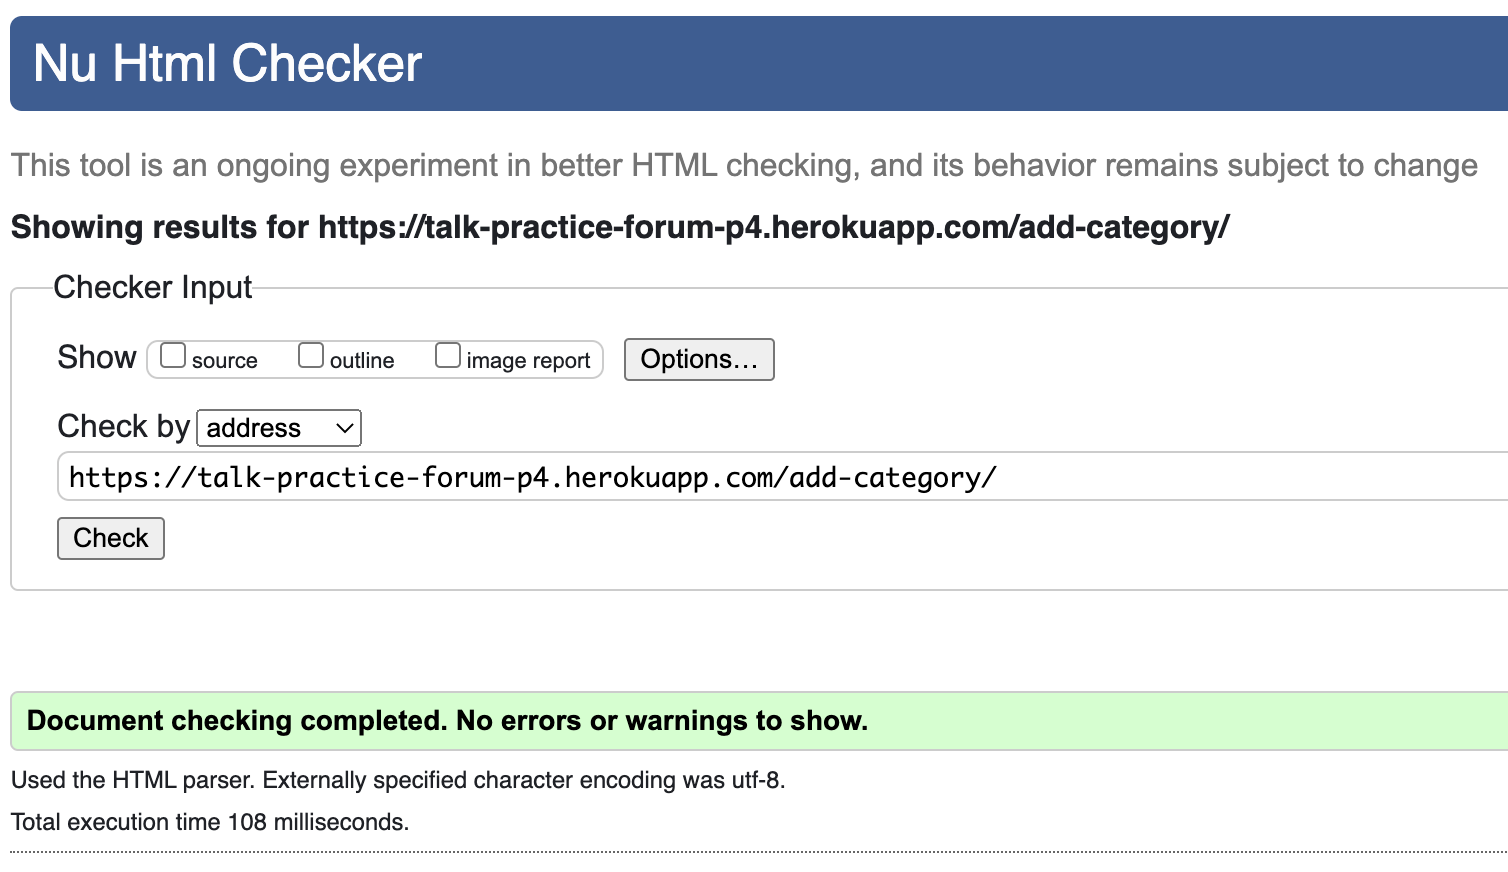 Nu Html Checker
This tool is an ongoing experiment in better HTML checking, and its behavior remains subject to change
Showing results for https://talk-practice-forum-p4.herokuapp.com/add-category/
Checker Input
Show source outline image report Options…
Check by address
https://talk-practice-forum-p4.herokuapp.com/add-category/
Check
Document checking completed. No errors or warnings to show.
Used the HTML parser. Externally specified character encoding was utf-8.
Total execution time 108 milliseconds.